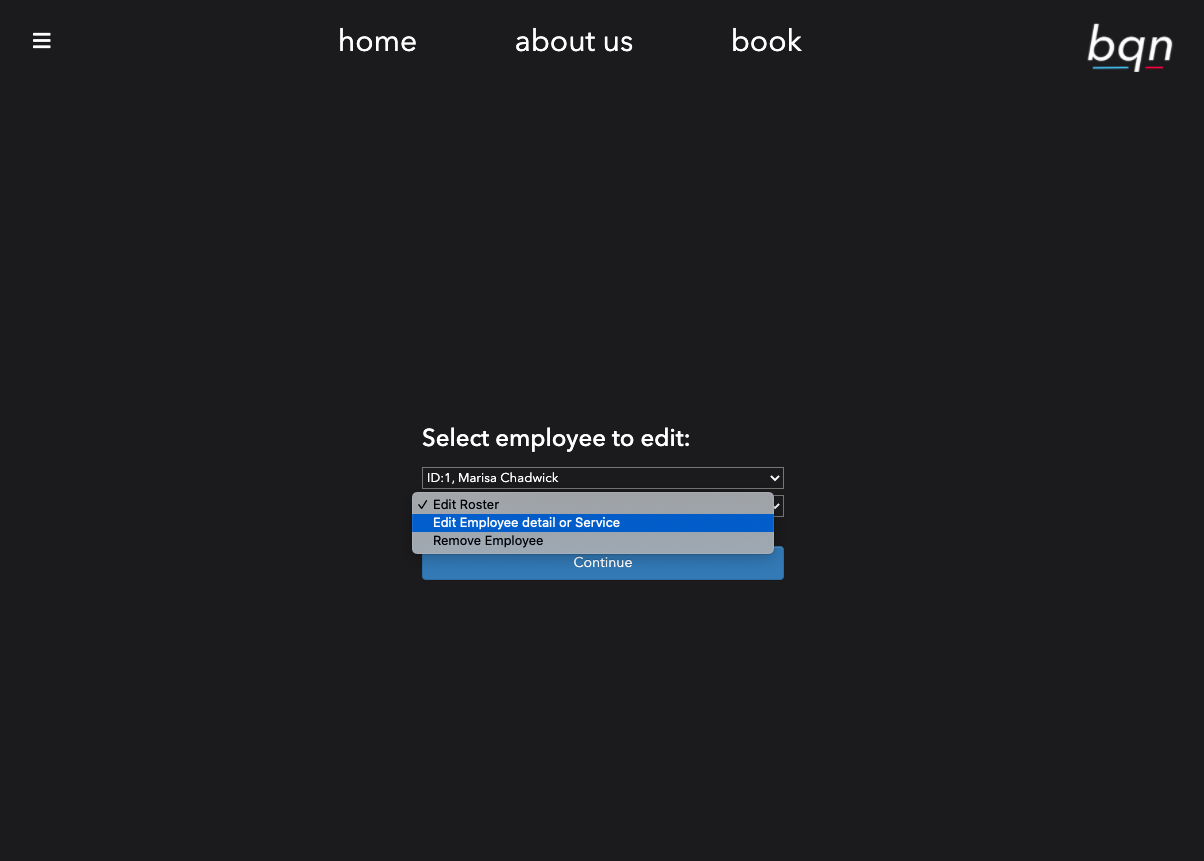 home
about us
book
bqn
Select employee to edit:
ID:1, Marisa Chadwick
✓ Edit Roster
Edit Employee detail or Service
Remove Employee
Continue